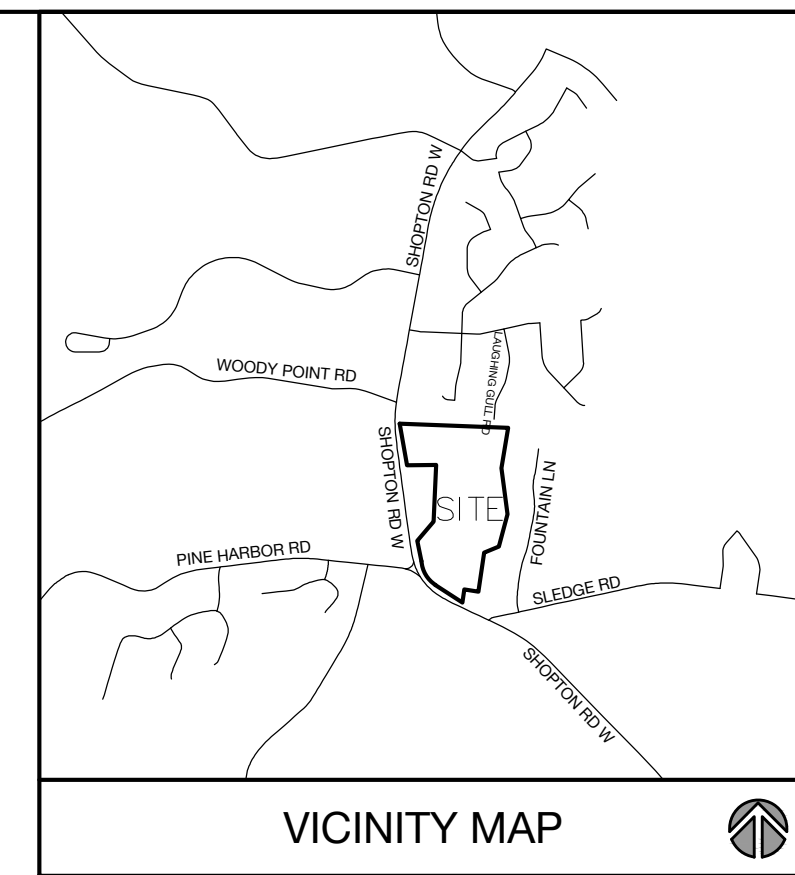 SHOPTON RD W
WOODY POINT RD
LAUGHING GULL RD
SHOPTON RD W
SITE
FOUNTAIN LN
PINE HARBOR RD
SLEDGE RD
SHOPTON RD W
VICINITY MAP